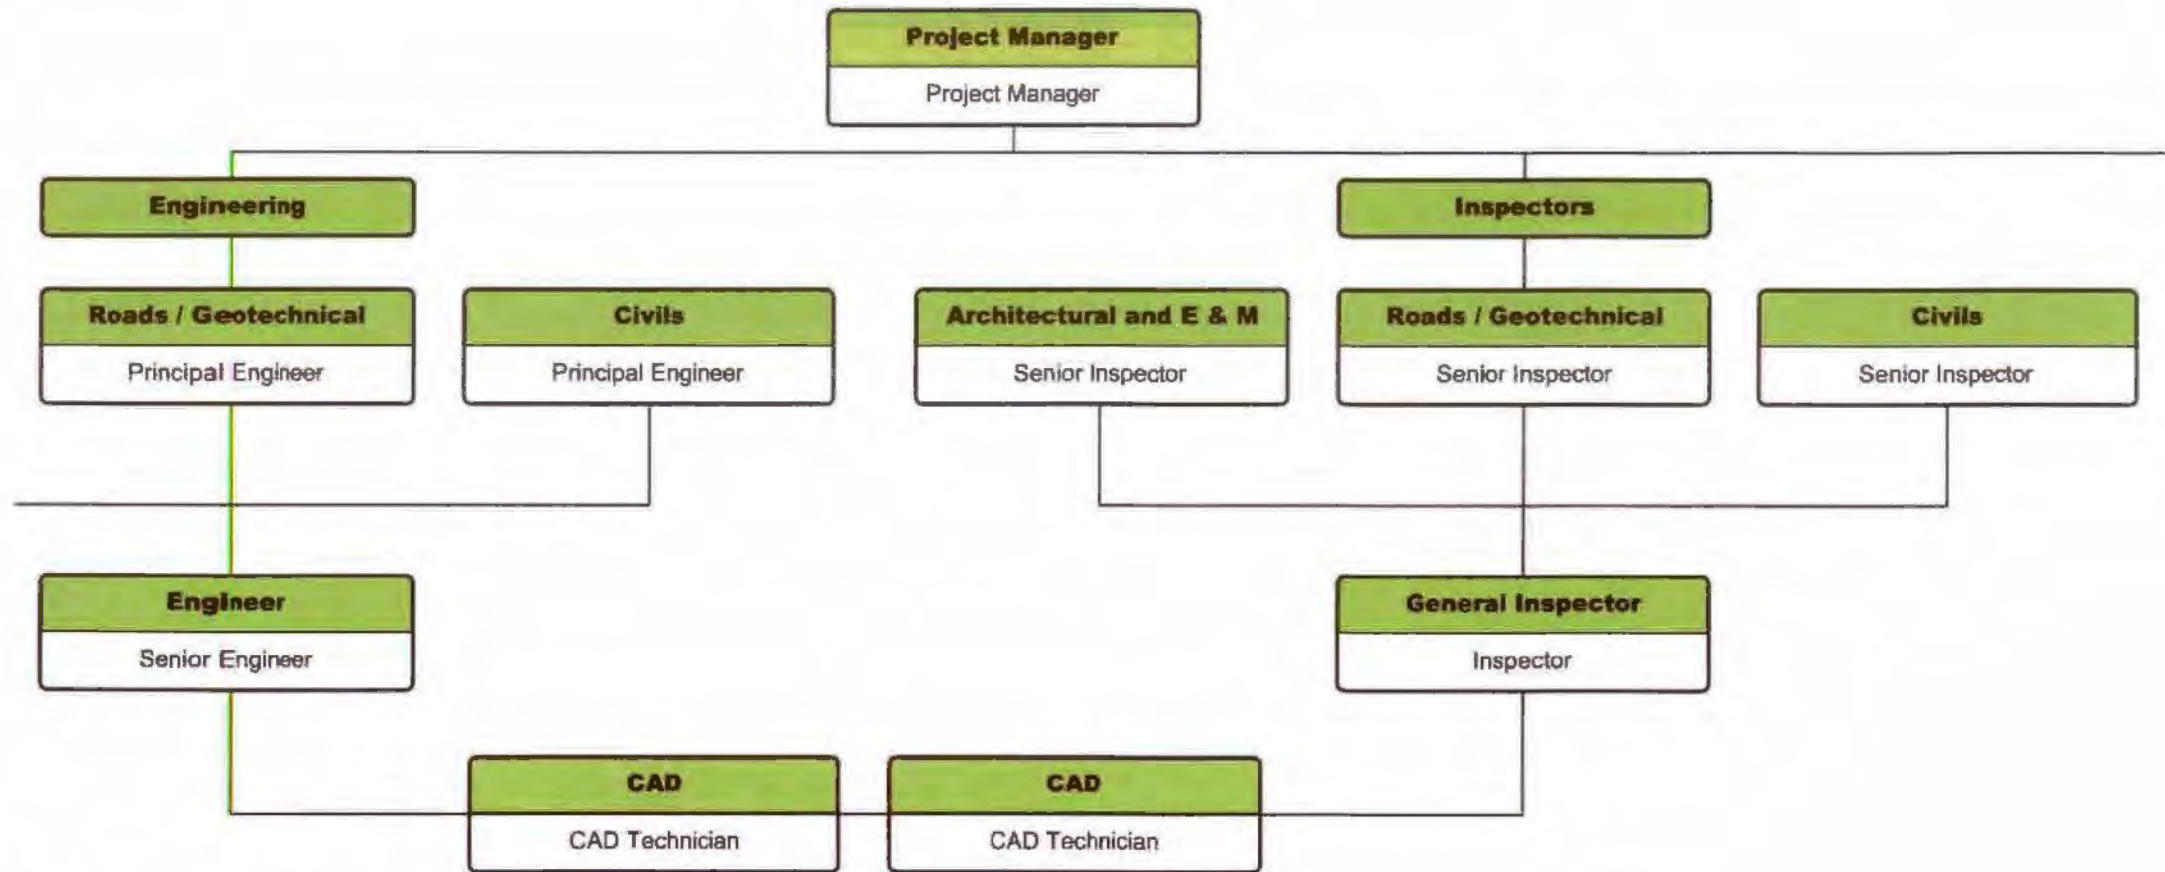 Project Manager
Project Manager
Engineering
Inspectors
Roads / Geotechnical
Principal Engineer
Civils
Principal Engineer
Architectural and E & M
Senior Inspector
Roads / Geotechnical
Senior Inspector
Civils
Senior Inspector
Engineer
Senior Engineer
General Inspector
Inspector
CAD
CAD Technician
CAD
CAD Technician